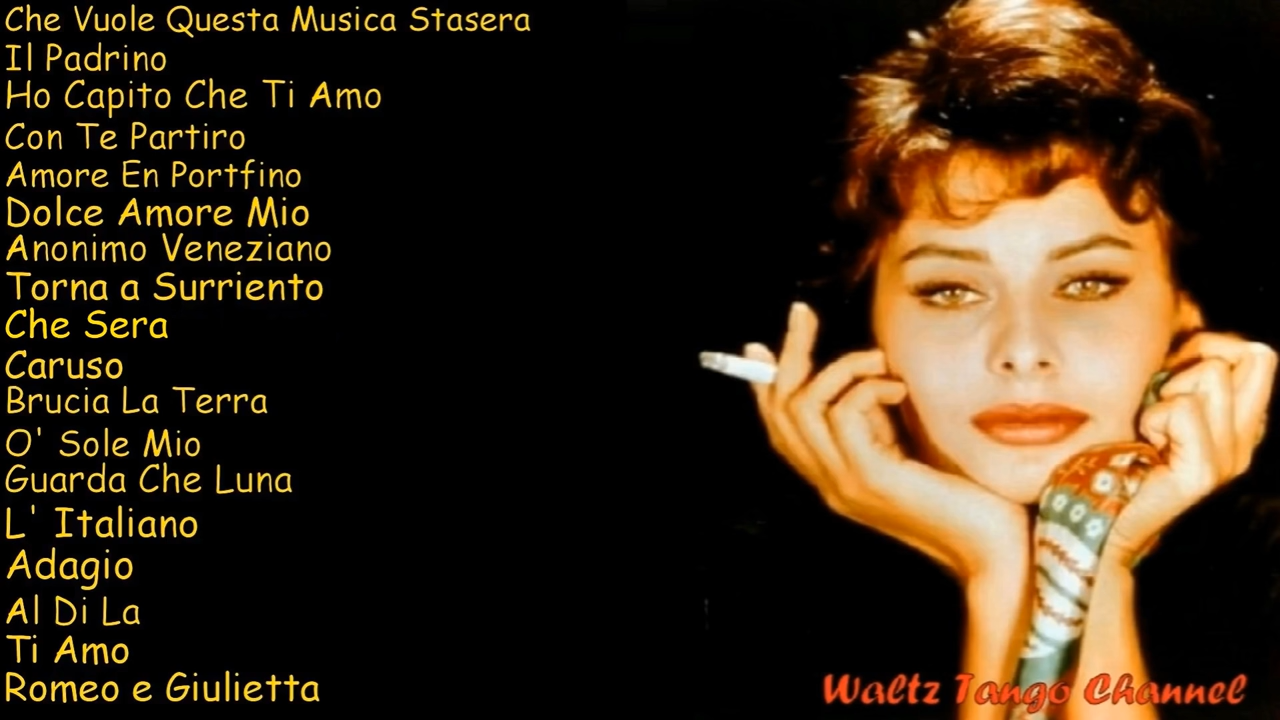 Che Vuole Questa Musica Stasera
Il Padrino
Ho Capito Che Ti Amo
Con Te Partiro
Amore En Portfino
Dolce Amore Mio
Anonimo Veneziano
Torna a Surriento
Che Sera
Caruso
Brucia La Terra
O' Sole Mio
Guarda Che Luna
L' Italiano
Adagio
Al Di La
Ti Amo
Romeo e Giulietta
Waltz Tango Channel